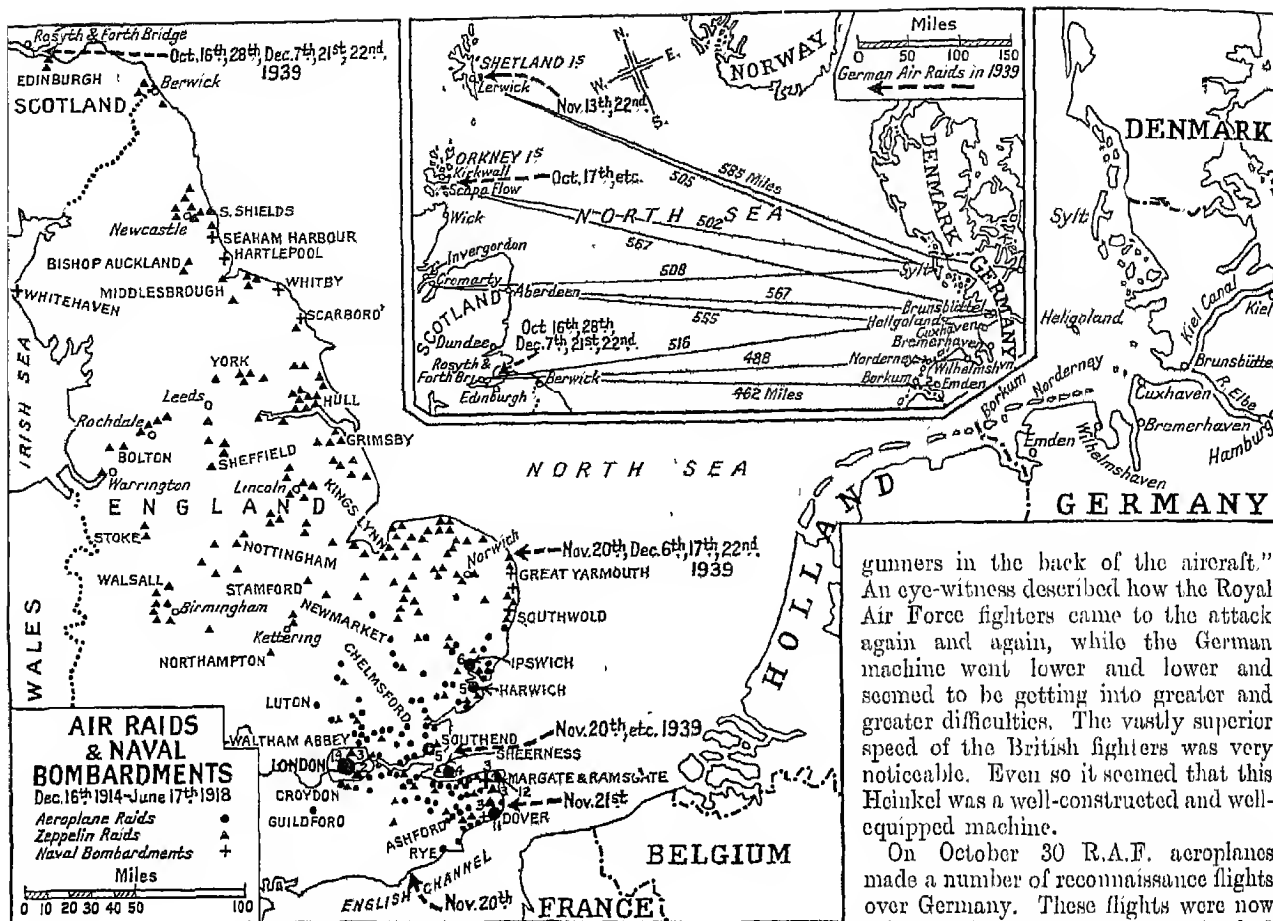 Rosyth & Forth Bridge
Oct. 16th, 28th, Dec. 7th, 21st, 22nd.
1939
EDINBURGH
Berwick
SCOTLAND
Newcastle
S. SHIELDS
SEAHAM HARBOUR
HARTLEPOOL
BISHOP AUCKLAND
MIDDLESBROUGH
WHITBY
WHITEHAVEN
SCARBORO'
IRISH SEA
YORK
Leeds
HULL
Rochdale
GRIMSBY
BOLTON
SHEFFIELD
Warrington
Lincoln
ENGLAND
KINGS LYNN
NORTH SEA
STOKE
NOTTINGHAM
Norwich
Nov. 20th, Dec. 6th, 17th, 22nd.
1939
WALSALL
STAMFORD
GREAT YARMOUTH
Birmingham
NEWMARKET
SOUTHWOLD
Kettering
WALES
NORTHAMPTON
CHELMSFORD
6
IPSWICH
5
HARWICH
LUTON
WALTHAM ABBEY
SOUTHEND
Nov. 20th, etc. 1939
SHEERNESS
LONDON
MARGATE & RAMSGATE
CROYDON
12
Nov. 21st
GUILDFORD
ASHFORD
DOVER
RYE
ENGLISH CHANNEL
Nov. 20th
FRANCE
BELGIUM
HOLLAND
AIR RAIDS
& NAVAL
BOMBARDMENTS
Dec. 16th 1914–June 17th 1918
Aeroplane Raids
Zeppelin Raids
Naval Bombardments
Miles
0 10 20 30 40 50 100
SHETLAND Is
Lerwick
Nov. 13th, 22nd.
N.
W. E.
S.
NORWAY
Miles
0 50 100 150
German Air Raids in 1939
ORKNEY Is
Kirkwall
Scapa Flow
Oct. 17th, etc.
585 Miles
505
DENMARK
NORTH SEA
502
567
Wick
Kiel
Invergordon
Cromarty
508
Sylt
GERMANY
SCOTLAND
Aberdeen
567
Brunsbüttel
555
Heligoland
Cuxhaven
Oct 16th, 28th,
Dec. 7th, 21st, 22nd.
516
Bremerhaven
Dundee
Norderney
Wilhelmshvn
Rosyth &
Forth Bri.
488
Borkum
Emden
Berwick
Edinburgh
462 Miles
DENMARK
Sylt
Kiel Canal
Kiel
Heligoland
Brunsbüttel
Norderney
Borkum
Cuxhaven
R. Elbe
Bremerhaven
Hamburg
Emden
Wilhelmshaven
GERMANY
gunners in the back of the aircraft."
An eye-witness described how the Royal
Air Force fighters came to the attack
again and again, while the German
machine went lower and lower and
seemed to be getting into greater and
greater difficulties. The vastly superior
speed of the British fighters was very
noticeable. Even so it seemed that this
Heinkel was a well-constructed and well-
equipped machine.
On October 30 R.A.F. aeroplanes
made a number of reconnaissance flights
over Germany. These flights were now